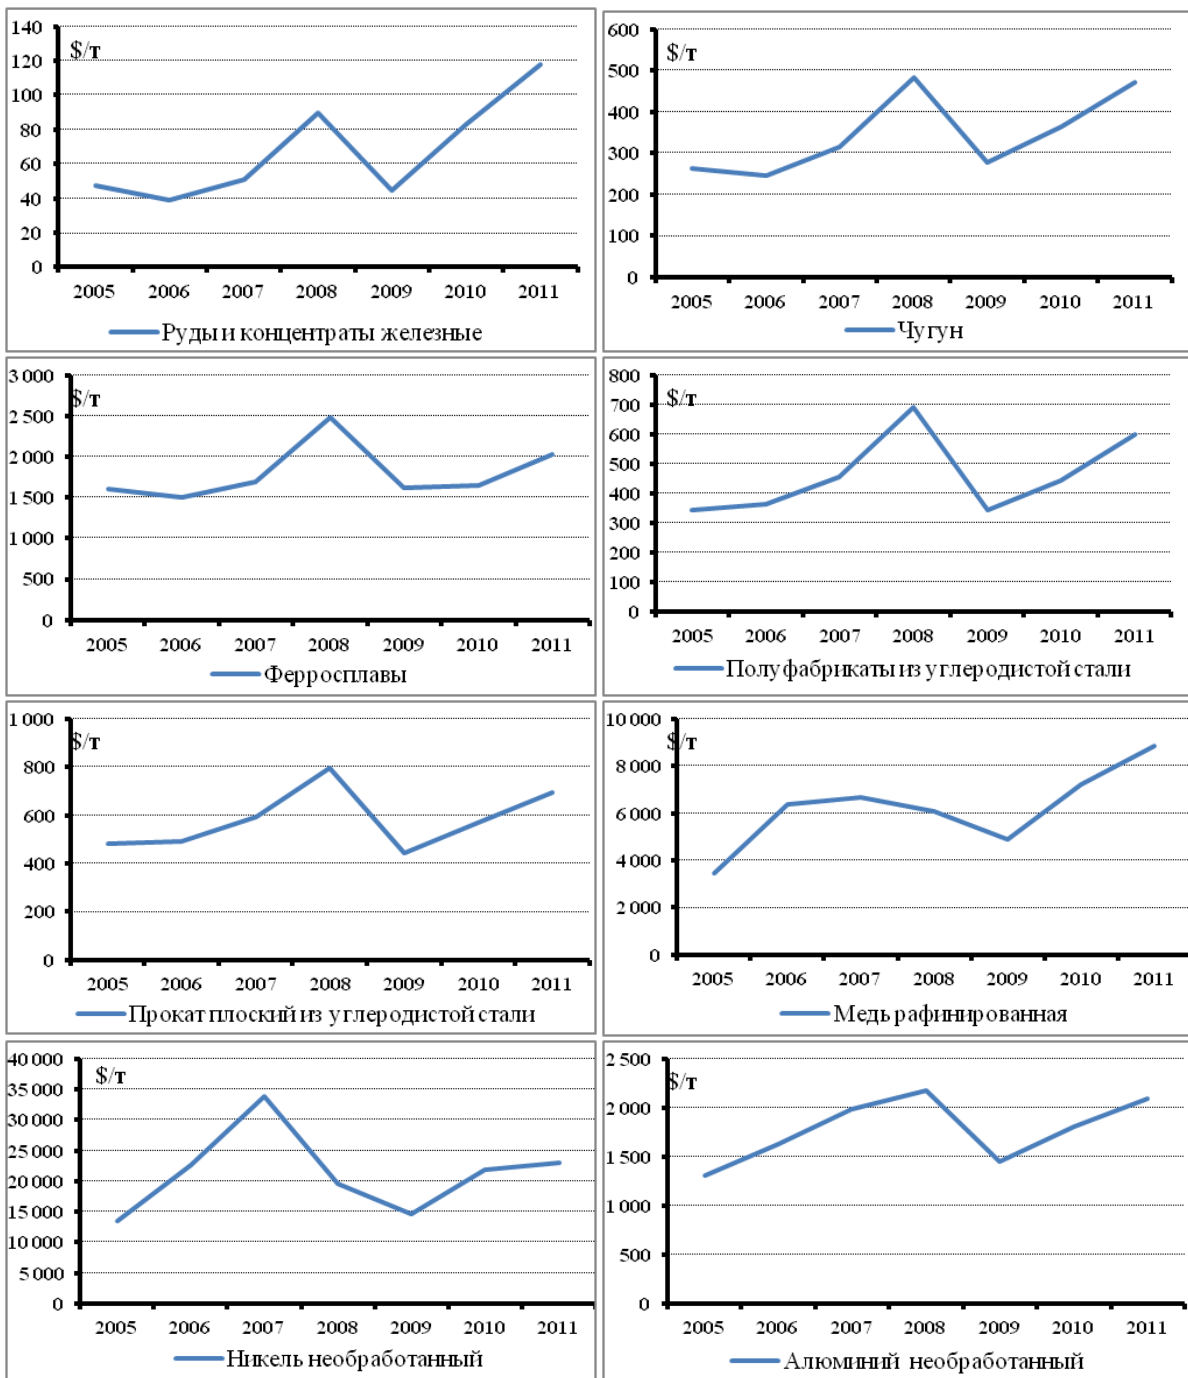 140
120
100
80
60
40
20
0
$/т
2005 2006 2007 2008 2009 2010 2011
Руды и концентраты железные
600
500
400
300
200
100
0
$/т
2005 2006 2007 2008 2009 2010 2011
Чугун
3 000
2 500
2 000
1 500
1 000
500
0
$/т
2005 2006 2007 2008 2009 2010 2011
Ферросплавы
800
700
600
500
400
300
200
100
0
$/т
2005 2006 2007 2008 2009 2010 2011
Полуфабрикаты из углеродистой стали
1 000
800
600
400
200
0
$/т
2005 2006 2007 2008 2009 2010 2011
Прокат плоский из углеродистой стали
10 000
8 000
6 000
4 000
2 000
0
$/т
2005 2006 2007 2008 2009 2010 2011
Медь рафинированная
40 000
35 000
30 000
25 000
20 000
15 000
10 000
5 000
0
$/т
2005 2006 2007 2008 2009 2010 2011
Никель необработанный
2 500
2 000
1 500
1 000
500
0
$/т
2005 2006 2007 2008 2009 2010 2011
Алюминий необработанный